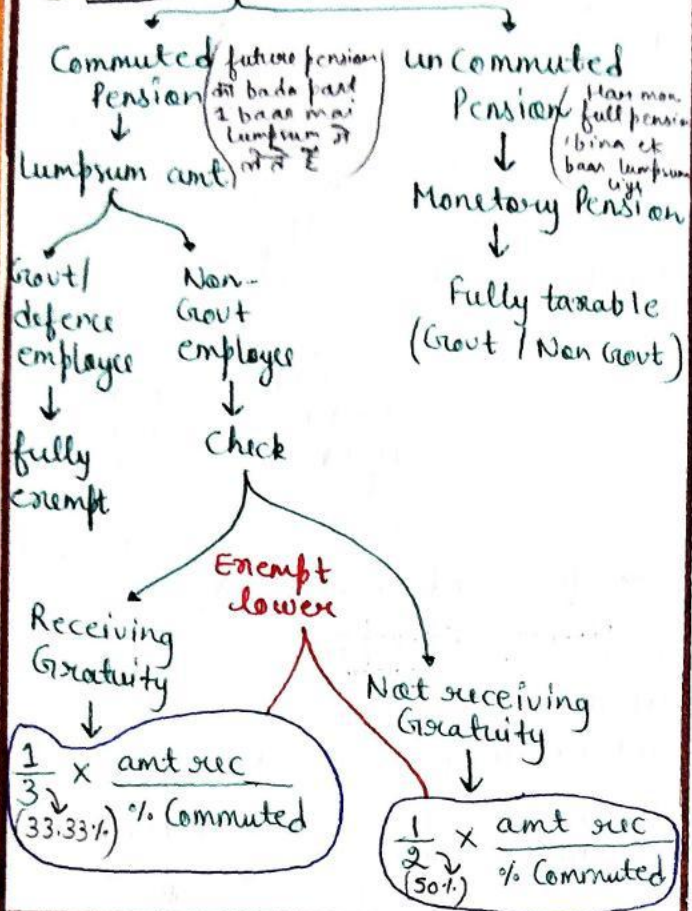 Commuted
Pension
(future pension
का bada part
1 baar mai
lumpsum में
लेते हैं)
↓
Lumpsum amt.
Govt/
defence
employee
↓
fully
exempt
Non-
Govt
employee
↓
Check
Uncommuted
Pension
Har mon
full pension
bina ek
baar lumpsum
liye
↓
Monetary Pension
↓
Fully taxable
(Govt / Non Govt)
Exempt
lower
Receiving
Gratuity
↓
1/3 × amt rec / % Commuted
(33.33%)
Not receiving
Gratuity
↓
1/2 × amt rec / % Commuted
(50%)